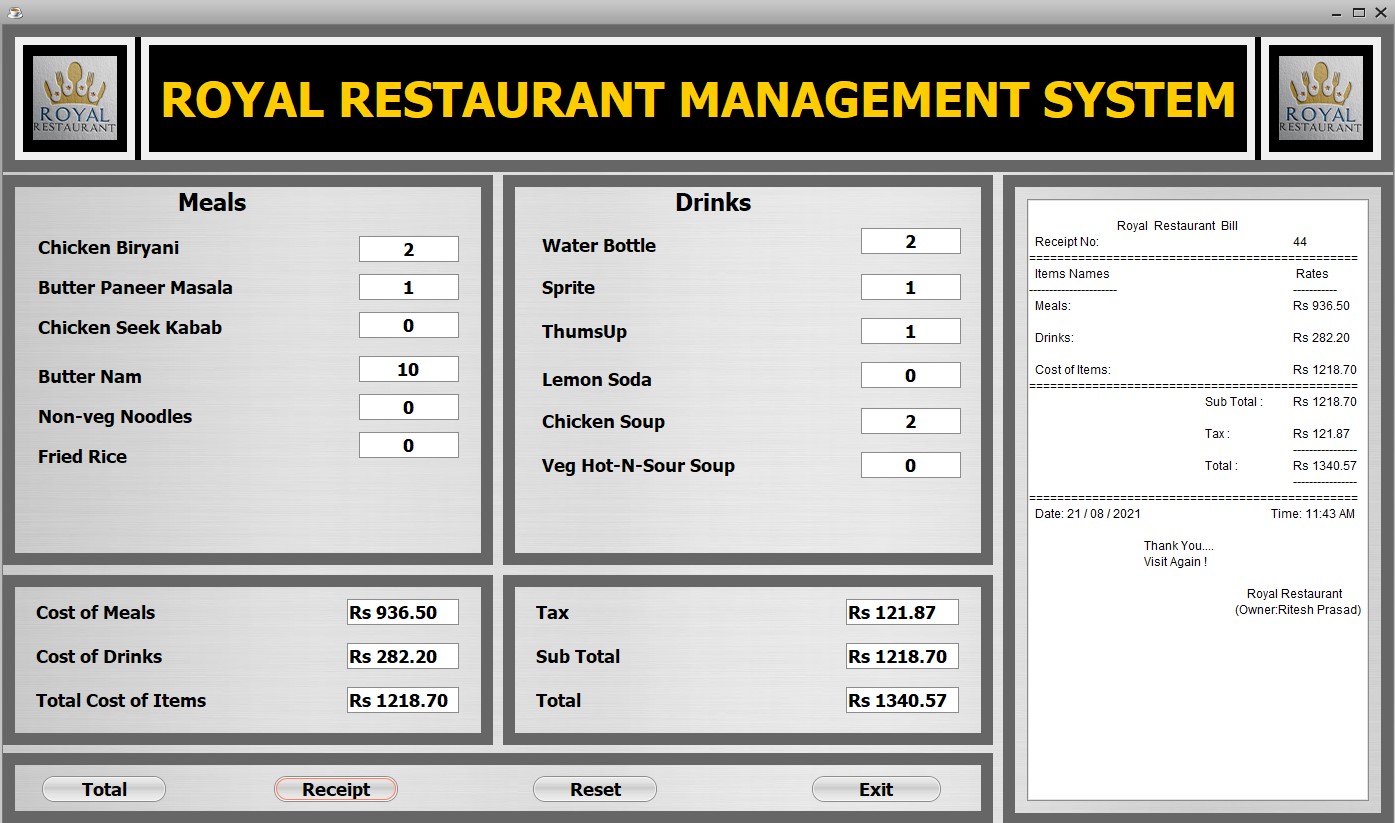 ROYAL RESTAURANT
ROYAL RESTAURANT MANAGEMENT SYSTEM
ROYAL RESTAURANT
Meals
Chicken Biryani 2
Butter Paneer Masala 1
Chicken Seek Kabab 0
Butter Nam 10
Non-veg Noodles 0
Fried Rice 0
Drinks
Water Bottle 2
Sprite 1
ThumsUp 1
Lemon Soda 0
Chicken Soup 2
Veg Hot-N-Sour Soup 0
Cost of Meals Rs 936.50
Cost of Drinks Rs 282.20
Total Cost of Items Rs 1218.70
Tax Rs 121.87
Sub Total Rs 1218.70
Total Rs 1340.57
Total Receipt Reset Exit
Royal Restaurant Bill
Receipt No: 44
Items Names Rates
Meals: Rs 936.50
Drinks: Rs 282.20
Cost of Items: Rs 1218.70
Sub Total : Rs 1218.70
Tax : Rs 121.87
Total : Rs 1340.57
Date: 21 / 08 / 2021 Time: 11:43 AM
Thank You....
Visit Again !
Royal Restaurant
(Owner:Ritesh Prasad)